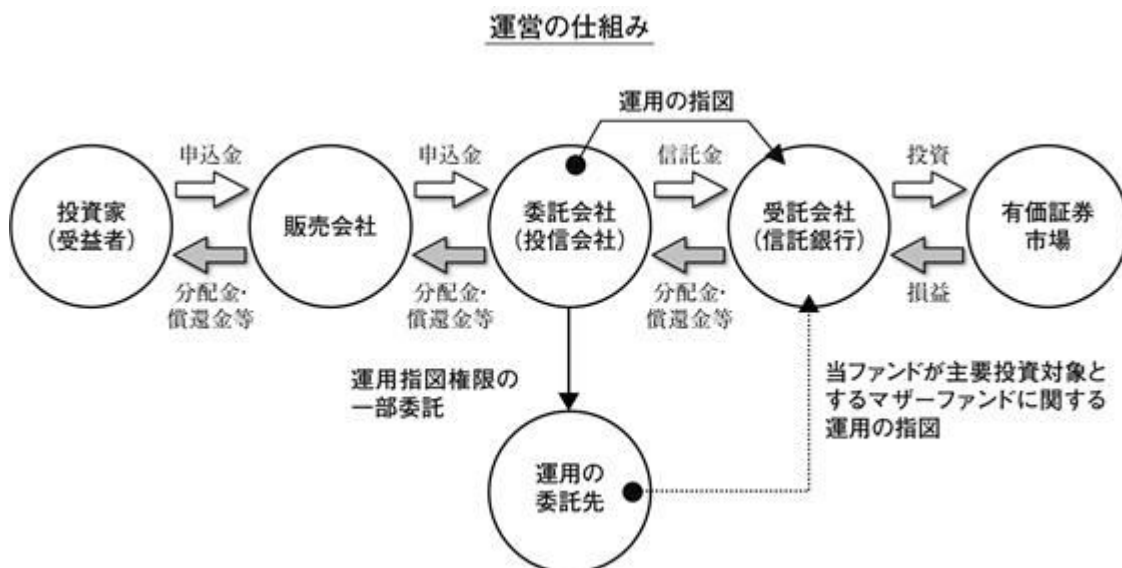 運営の仕組み
運用の指図
申込金
申込金
信託金
投資
投資家
(受益者)
販売会社
委託会社
(投信会社)
受託会社
(信託銀行)
有価証券
市場
分配金・
償還金等
分配金・
償還金等
分配金・
償還金等
損益
運用指図権限の
一部委託
当ファンドが主要投資対象と
するマザーファンドに関する
運用の指図
運用の
委託先